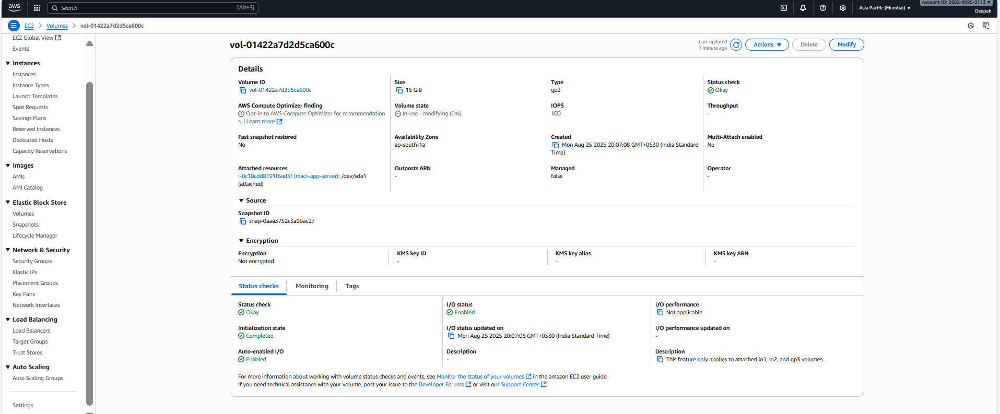 aws
Search [Alt+S]
Asia Pacific (Mumbai)
Account ID: 2882-0695-3113
Deepak
EC2 > Volumes > vol-01422a7d2d5ca600c
EC2 Global View
Events
Instances
Instances
Instance Types
Launch Templates
Spot Requests
Savings Plans
Reserved Instances
Dedicated Hosts
Capacity Reservations
Images
AMIs
AMI Catalog
Elastic Block Store
Volumes
Snapshots
Lifecycle Manager
Network & Security
Security Groups
Elastic IPs
Placement Groups
Key Pairs
Network Interfaces
Load Balancing
Load Balancers
Target Groups
Trust Stores
Auto Scaling
Auto Scaling Groups
Settings
vol-01422a7d2d5ca600c
Last updated
1 minute ago
Actions
Delete
Modify
Details
Volume ID
vol-01422a7d2d5ca600c
Size
15 GiB
Type
gp2
Status check
Okay
AWS Compute Optimizer finding
Opt-in to AWS Compute Optimizer for recommendation
s. | Learn more
Volume state
In-use - modifying (0%)
IOPS
100
Throughput
-
Fast snapshot restored
No
Availability Zone
ap-south-1a
Created
Mon Aug 25 2025 20:07:08 GMT+0530 (India Standard
Time)
Multi-Attach enabled
No
Attached resources
i-0c18cdd8191f6ad3f (react-app-server): /dev/sda1
(attached)
Outposts ARN
-
Managed
false
Operator
-
Source
Snapshot ID
snap-0aaa3752c3a9bac27
Encryption
Encryption
Not encrypted
KMS key ID
-
KMS key alias
-
KMS key ARN
-
Status checks
Monitoring
Tags
Status check
Okay
I/O status
Enabled
I/O performance
Not applicable
Initialization state
Completed
I/O status updated on
Mon Aug 25 2025 20:07:08 GMT+0530 (India Standard Time)
I/O performance updated on
-
Auto-enabled I/O
Enabled
Description
-
Description
This feature only applies to attached io1, io2, and gp3 volumes.
For more information about working with volume status checks and events, see Monitor the status of your volumes in the amazon EC2 user guide.
If you need technical assistance with your volume, post your issue to the Developer Forums or visit our Support Center.